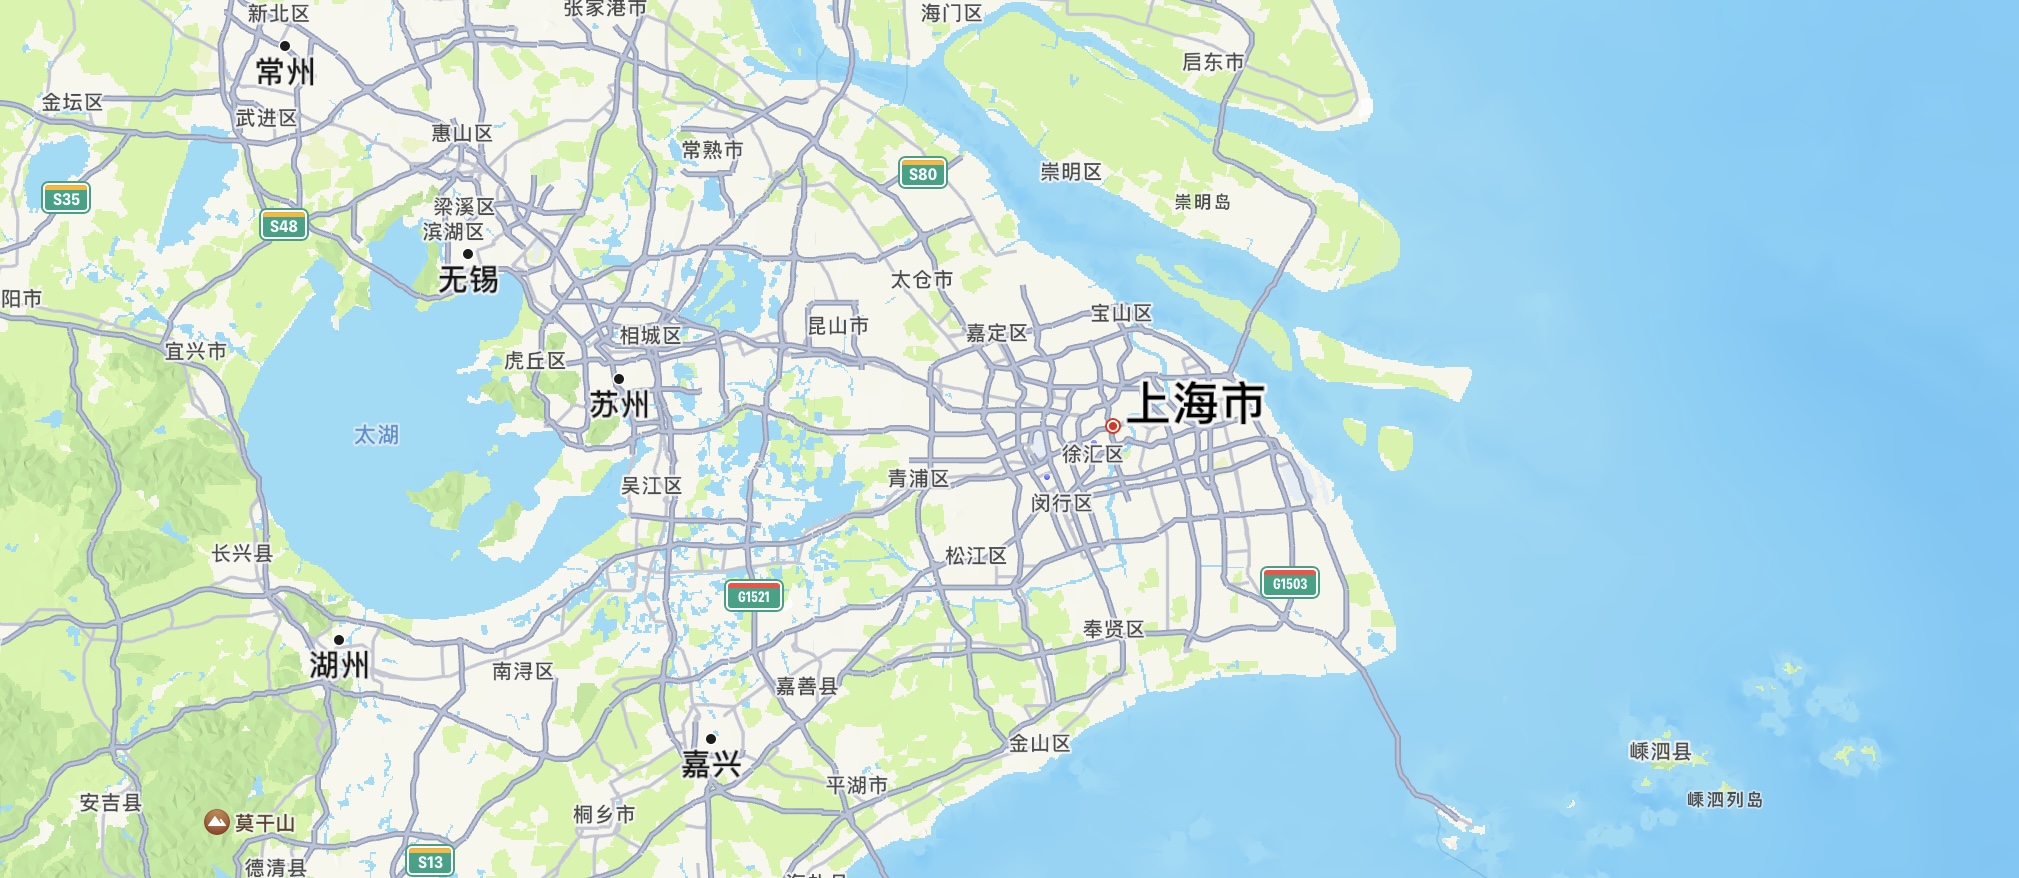 新北区
张家港市
海门区
常州
启东市
金坛区
武进区
惠山区
常熟市
S80
崇明区
S35
崇明岛
梁溪区
S48
滨湖区
无锡
太仓市
阳市
宝山区
昆山市
嘉定区
相城区
宜兴市
虎丘区
苏州
上海市
太湖
徐汇区
青浦区
吴江区
闵行区
长兴县
松江区
G1521
G1503
奉贤区
湖州
南浔区
嘉善县
金山区
嵊泗县
嘉兴
平湖市
嵊泗列岛
安吉县
桐乡市
莫干山
S13
德清县